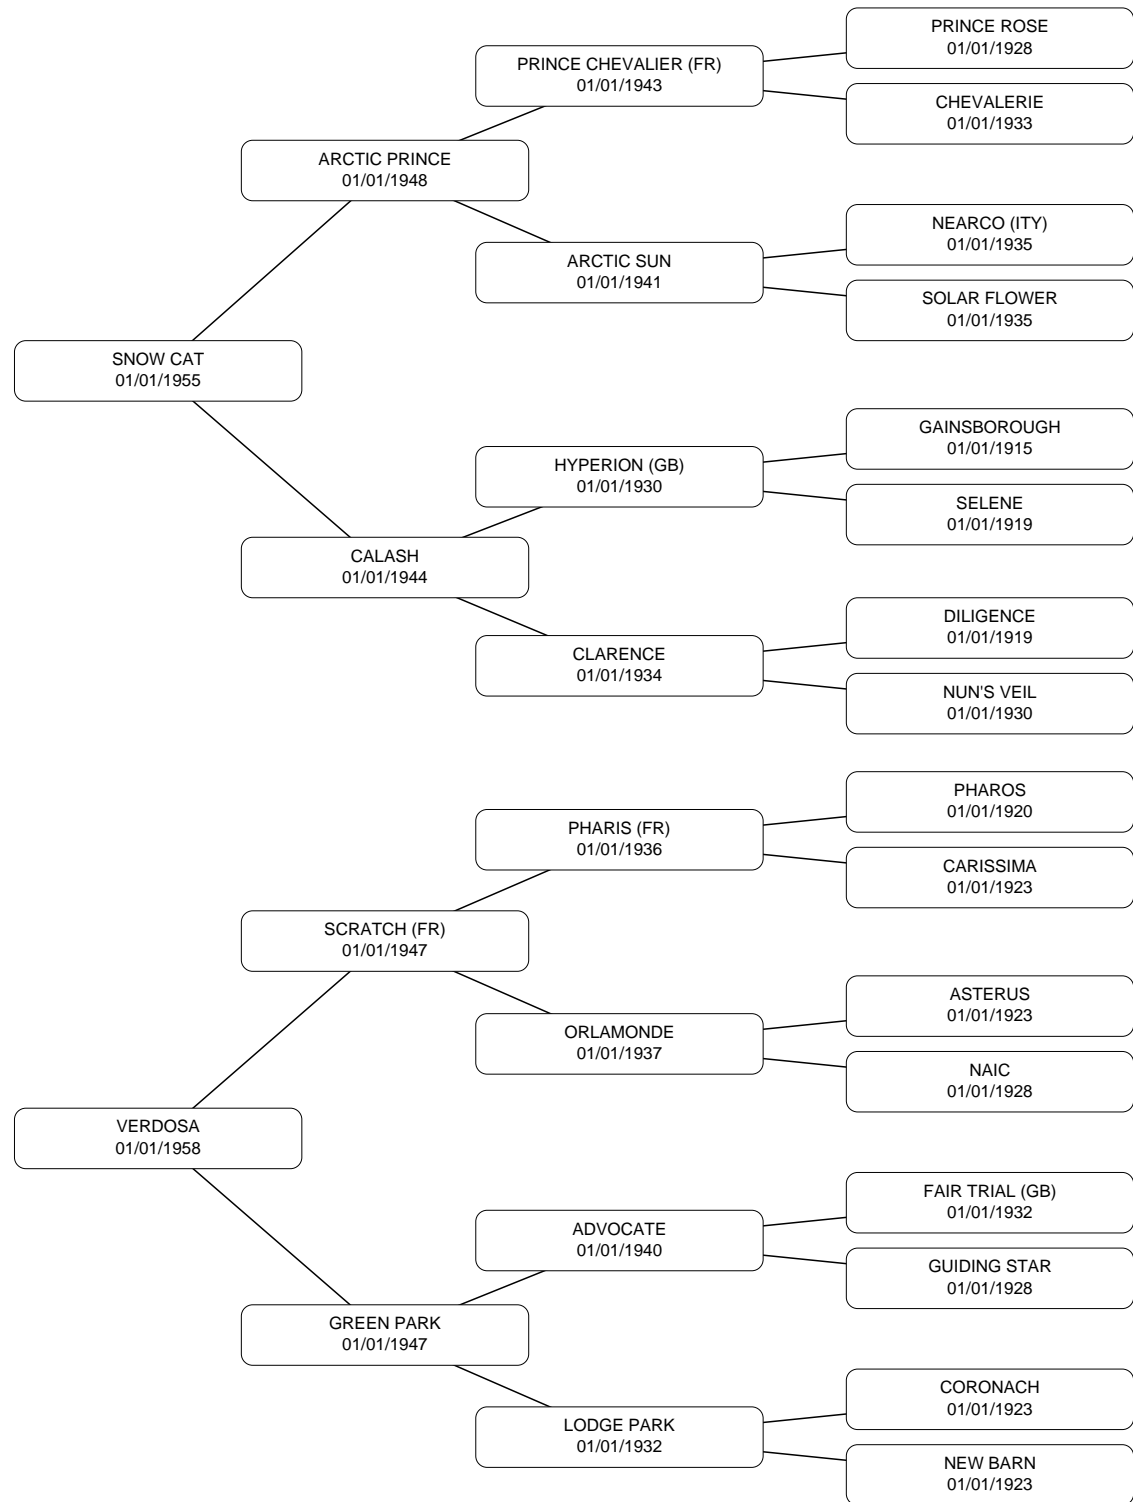 PRINCE ROSE
01/01/1928
PRINCE CHEVALIER (FR)
01/01/1943
CHEVALERIE
01/01/1933
ARCTIC PRINCE
01/01/1948
NEARCO (ITY)
01/01/1935
ARCTIC SUN
01/01/1941
SOLAR FLOWER
01/01/1935
SNOW CAT
01/01/1955
GAINSBOROUGH
01/01/1915
HYPERION (GB)
01/01/1930
SELENE
01/01/1919
CALASH
01/01/1944
DILIGENCE
01/01/1919
CLARENCE
01/01/1934
NUN'S VEIL
01/01/1930
PHAROS
01/01/1920
PHARIS (FR)
01/01/1936
CARISSIMA
01/01/1923
SCRATCH (FR)
01/01/1947
ASTERUS
01/01/1923
ORLAMONDE
01/01/1937
NAIC
01/01/1928
VERDOSA
01/01/1958
FAIR TRIAL (GB)
01/01/1932
ADVOCATE
01/01/1940
GUIDING STAR
01/01/1928
GREEN PARK
01/01/1947
CORONACH
01/01/1923
LODGE PARK
01/01/1932
NEW BARN
01/01/1923